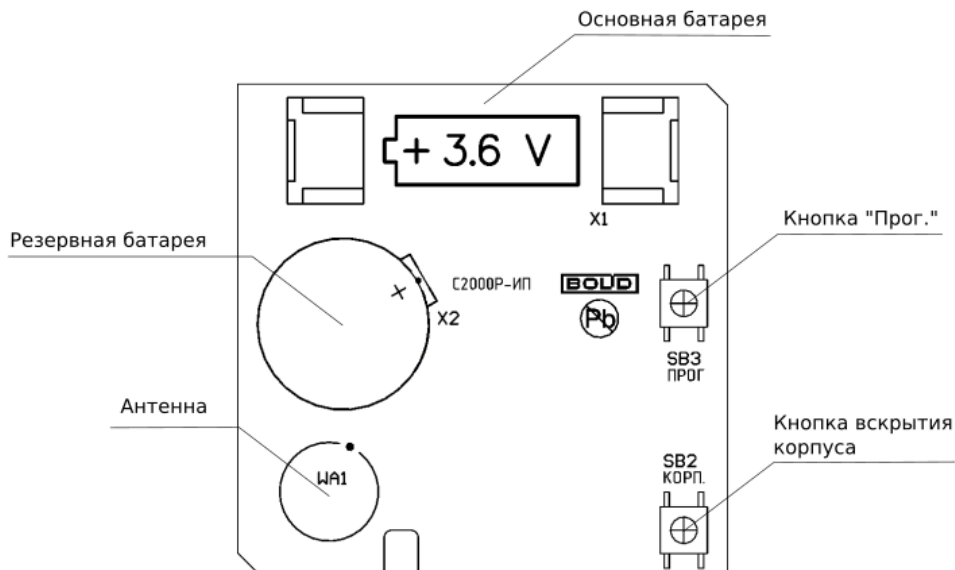 Основная батарея
+ 3.6 V
X1
Кнопка "Прог."
Резервная батарея
С2000Р-ИП
BOLID
+
X2
Pb
SB3
ПРОГ
Антенна
Кнопка вскрытия
корпуса
SB2
КОРП.
WA1